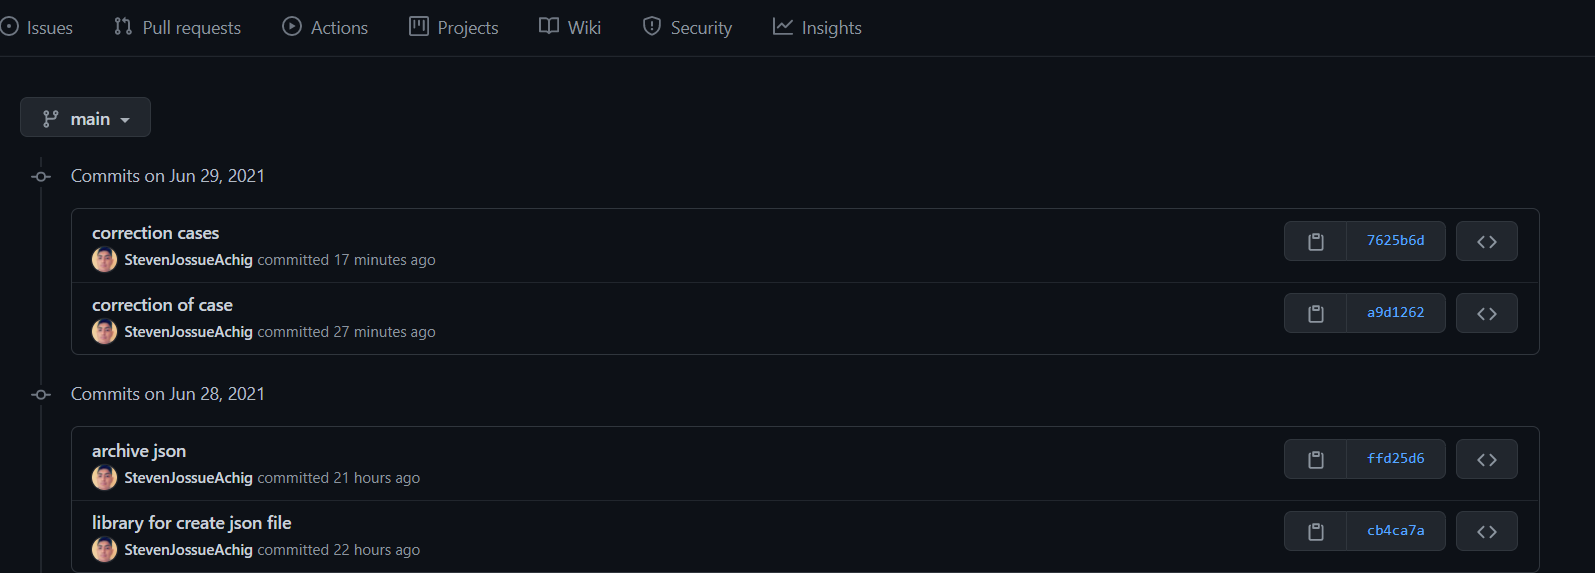 Issues Pull requests Actions Projects Wiki Security Insights
main
Commits on Jun 29, 2021
correction cases
7625b6d
StevenJossueAchig committed 17 minutes ago
correction of case
a9d1262
StevenJossueAchig committed 27 minutes ago
Commits on Jun 28, 2021
archive json
ffd25d6
StevenJossueAchig committed 21 hours ago
library for create json file
cb4ca7a
StevenJossueAchig committed 22 hours ago